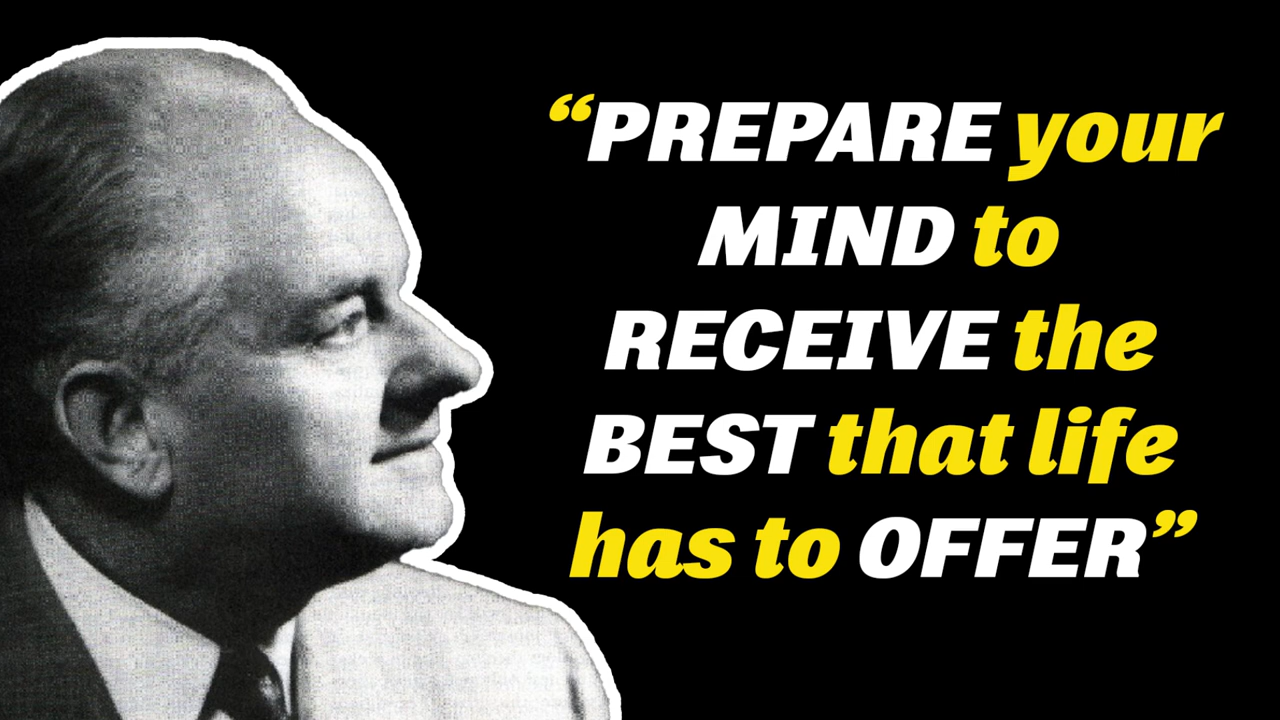 “PREPARE your
MIND to
RECEIVE the
BEST that life
has to OFFER”